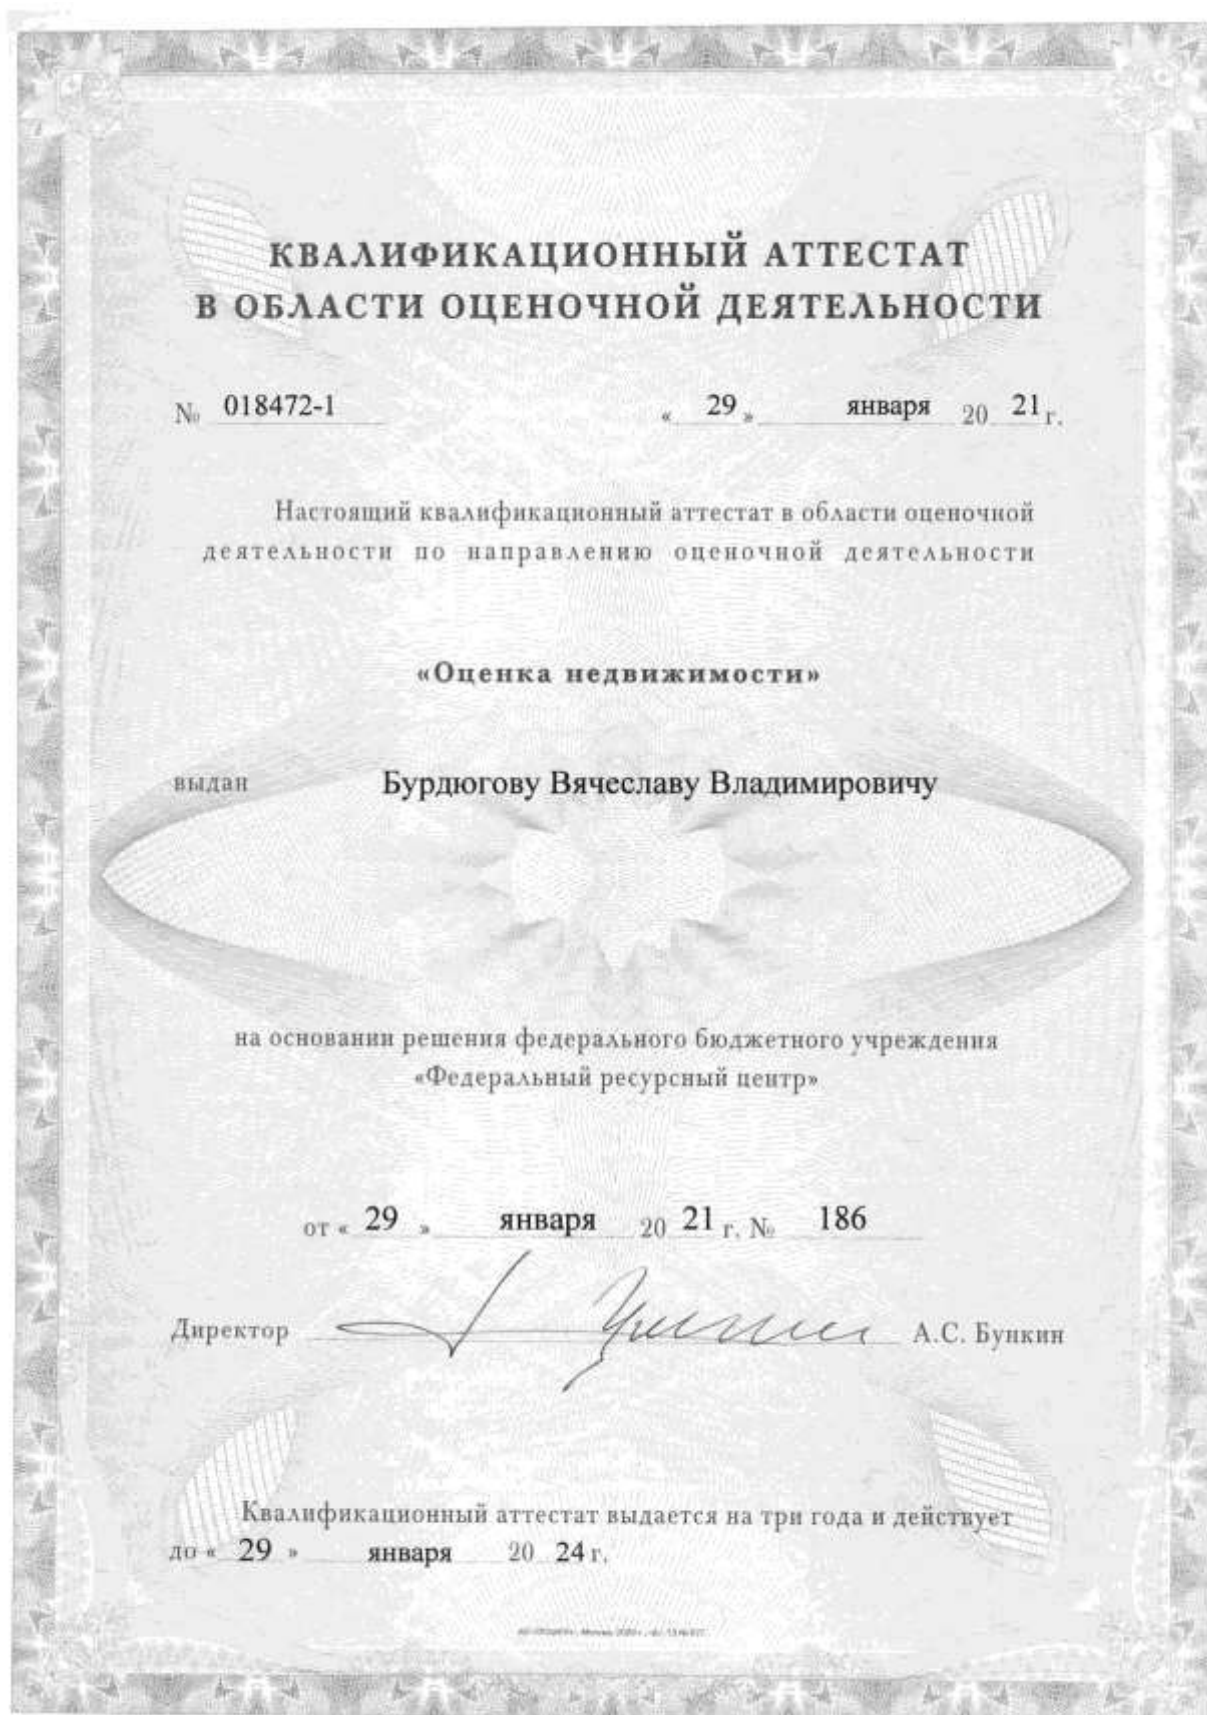 КВАЛИФИКАЦИОННЫЙ АТТЕСТАТ
В ОБЛАСТИ ОЦЕНОЧНОЙ ДЕЯТЕЛЬНОСТИ
№ 018472-1 « 29 » января 20 21 г.
Настоящий квалификационный аттестат в области оценочной
деятельности по направлению оценочной деятельности
«Оценка недвижимости»
выдан Бурдюгову Вячеславу Владимировичу
на основании решения федерального бюджетного учреждения
«Федеральный ресурсный центр»
от « 29 » января 20 21 г. № 186
Директор А.С. Бункин
Квалификационный аттестат выдается на три года и действует
до « 29 » января 20 24 г.